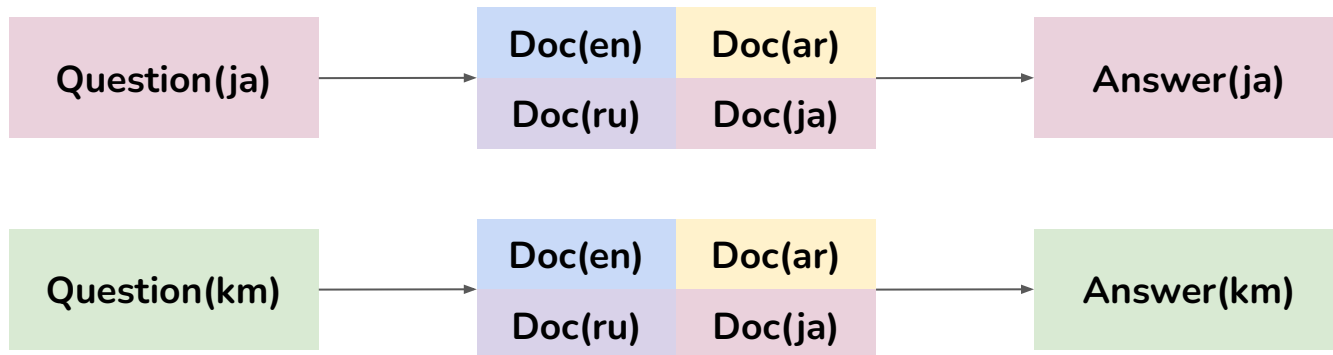 Doc(en) Doc(ar)
Question(ja) Answer(ja)
Doc(ru) Doc(ja)
Doc(en) Doc(ar)
Question(km) Answer(km)
Doc(ru) Doc(ja)